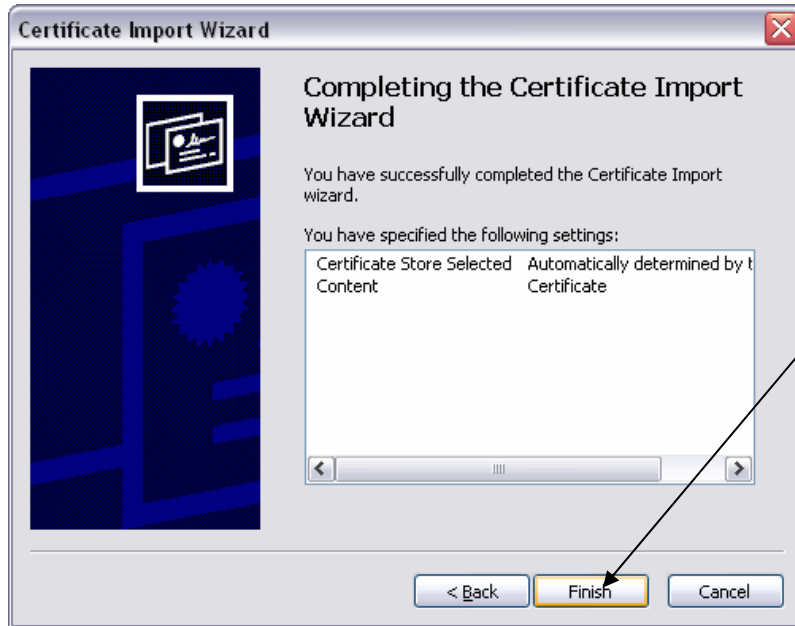 Certificate Import Wizard
Completing the Certificate Import
Wizard
You have successfully completed the Certificate Import
wizard.
You have specified the following settings:
Certificate Store Selected Automatically determined by t
Content Certificate
< Back Finish Cancel